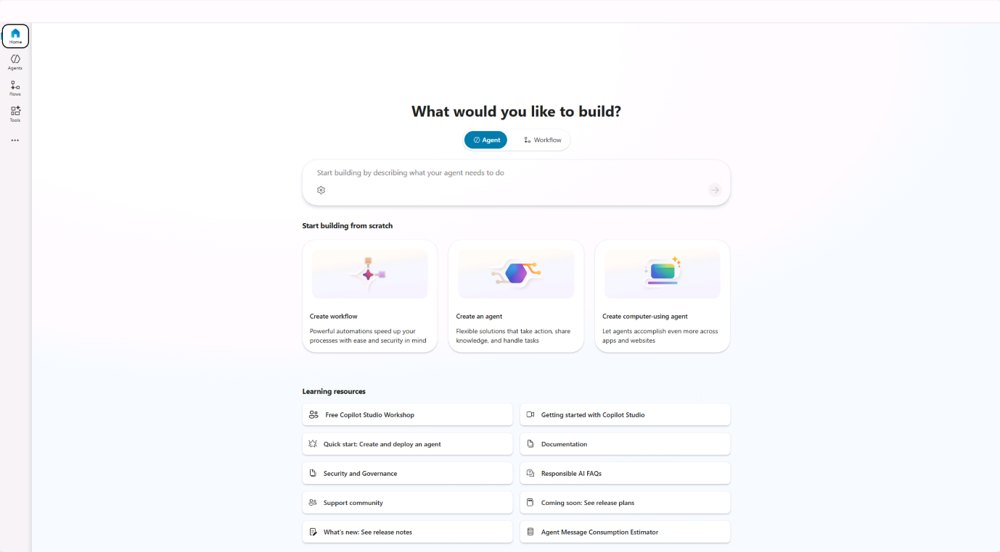 Home
Agents
Flows
Tools
What would you like to build?
Agent
Workflow
Start building by describing what your agent needs to do
Start building from scratch
Create workflow
Powerful automations speed up your
processes with ease and security in mind
Create an agent
Flexible solutions that take action, share
knowledge, and handle tasks
Create computer-using agent
Let agents accomplish even more across
apps and websites
Learning resources
Free Copilot Studio Workshop
Getting started with Copilot Studio
Quick start: Create and deploy an agent
Documentation
Security and Governance
Responsible AI FAQs
Support community
Coming soon: See release plans
What's new: See release notes
Agent Message Consumption Estimator